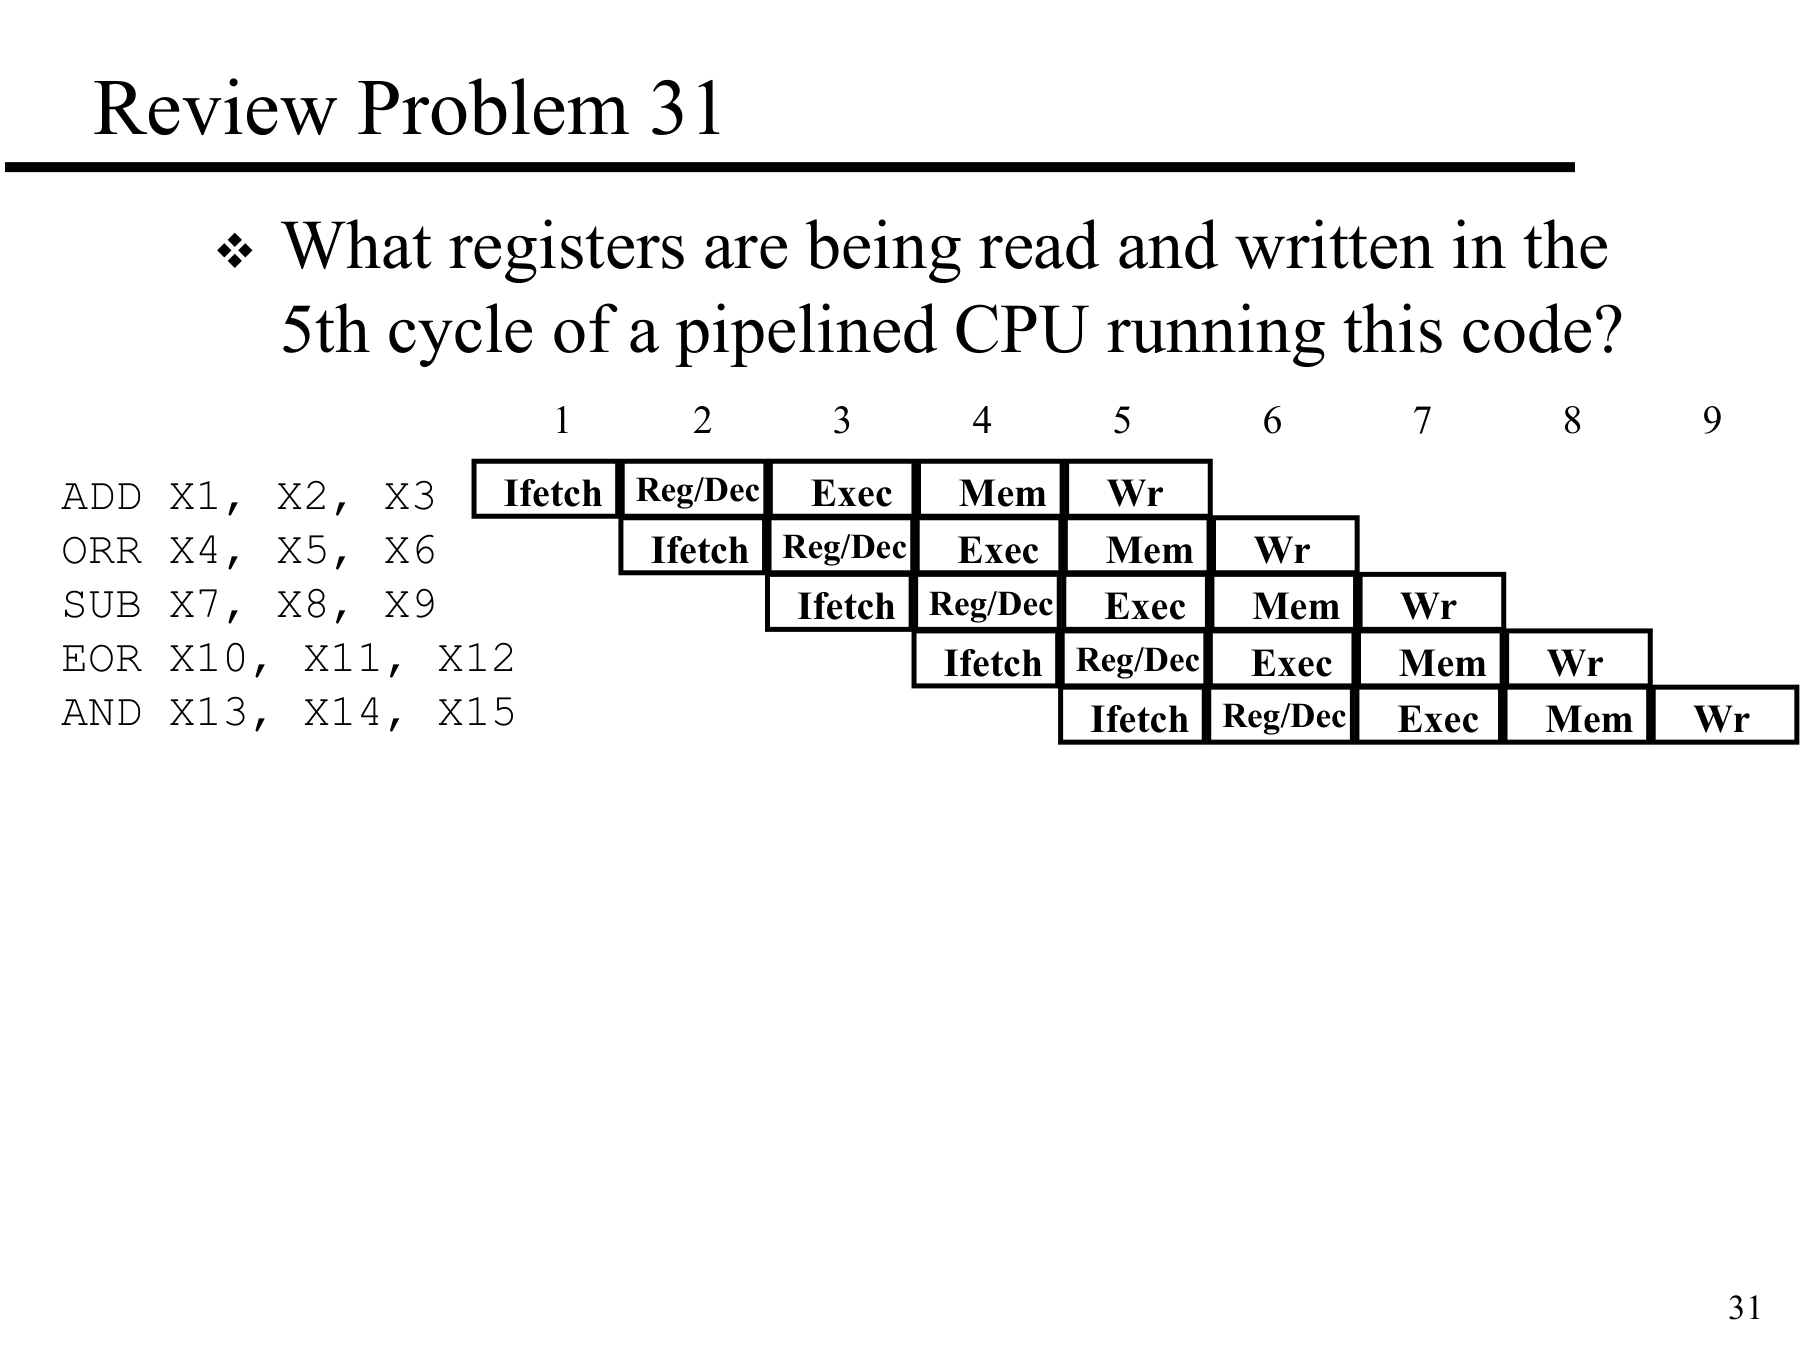 Review Problem 31
❖ What registers are being read and written in the
5th cycle of a pipelined CPU running this code?
1 2 3 4 5 6 7 8 9
ADD X1, X2, X3 Ifetch Reg/Dec Exec Mem Wr
ORR X4, X5, X6 Ifetch Reg/Dec Exec Mem Wr
SUB X7, X8, X9 Ifetch Reg/Dec Exec Mem Wr
EOR X10, X11, X12 Ifetch Reg/Dec Exec Mem Wr
AND X13, X14, X15 Ifetch Reg/Dec Exec Mem Wr
31